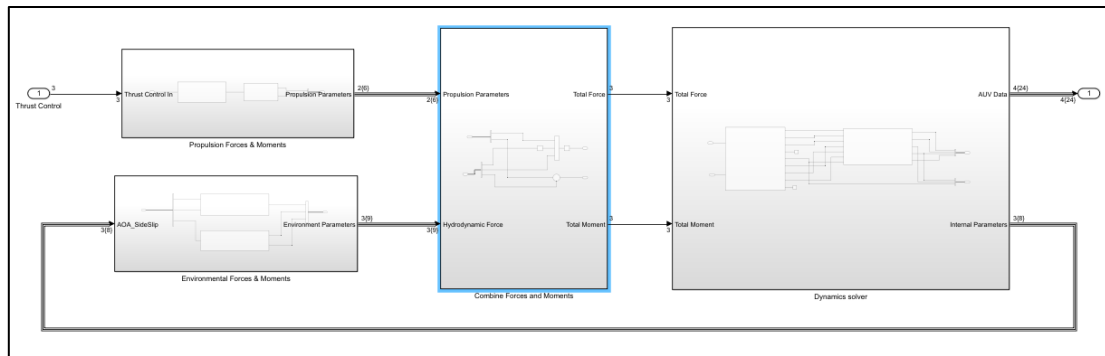 1
3
Thrust Control
3
Thrust Control In
Propulsion Parameters
2{6}
2{6}
Propulsion Forces & Moments
AOA_SideSlip
3{8}
Environment Parameters
3{9}
3{9}
Environmental Forces & Moments
Propulsion Parameters
Hydrodynamic Force
Total Force
3
Total Moment
3
Combine Forces and Moments
3
Total Force
3
Total Moment
AUV Data
4{24}
4{24}
Internal Parameters
3{8}
Dynamics solver
1